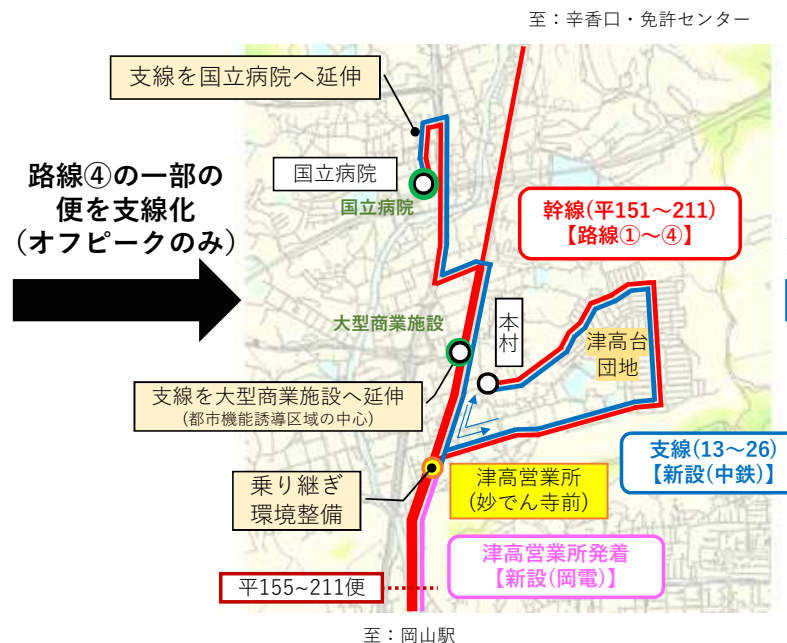 至：辛香口・免許センター
支線を国立病院へ延伸
路線④の一部の
便を支線化
（オフピークのみ）
国立病院
国立病院
幹線(平151～211)
【路線①～④】
大型商業施設
本村
津高台
団地
支線を大型商業施設へ延伸
(都市機能誘導区域の中心)
支線(13～26)
【新設(中鉄)】
乗り継ぎ
環境整備
津高営業所
(妙でん寺前)
津高営業所発着
【新設(岡電)】
平155~211便
至：岡山駅